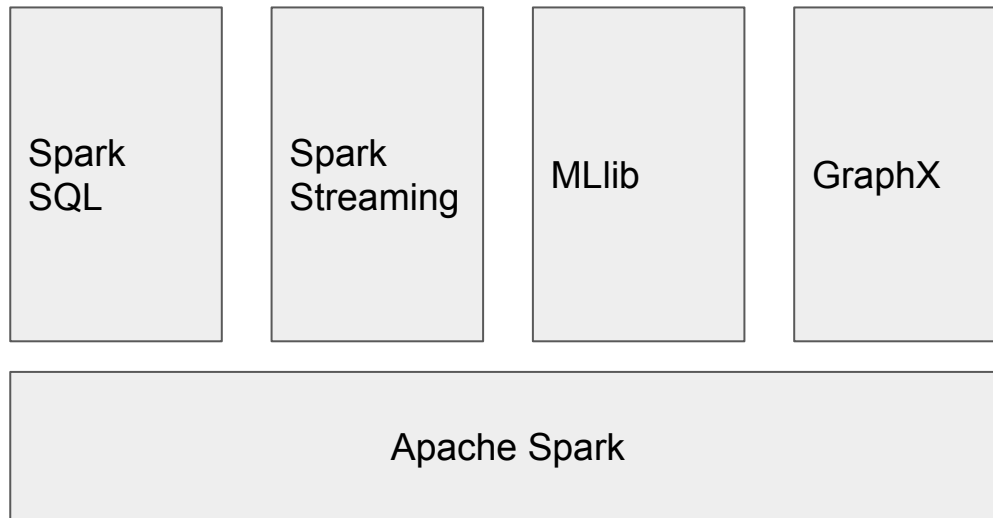 Spark
SQL
Spark
Streaming
MLlib
GraphX
Apache Spark